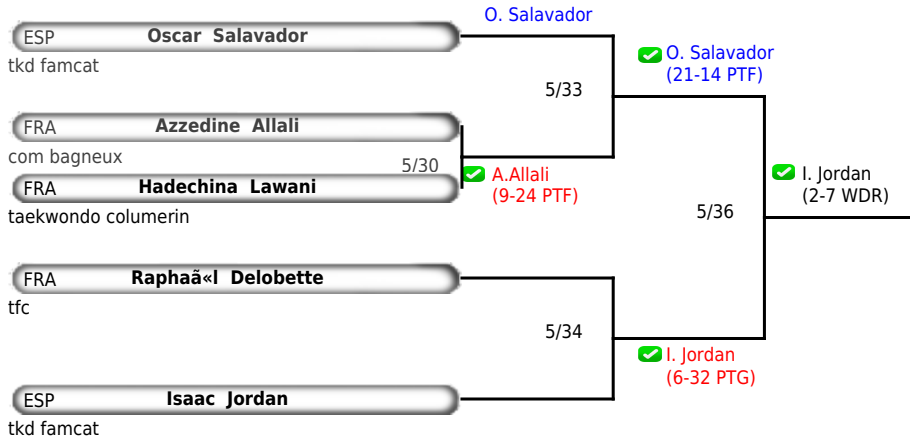 O. Salavador
ESP Oscar Salavador
tkd famcat
O. Salavador
(21-14 PTF)
5/33
FRA Azzedine Allali
com bagneux
5/30
A.Allali
(9-24 PTF)
FRA Hadechina Lawani
taekwondo columerin
I. Jordan
(2-7 WDR)
5/36
FRA Raphaã«l Delobette
tfc
5/34
I. Jordan
(6-32 PTG)
ESP Isaac Jordan
tkd famcat